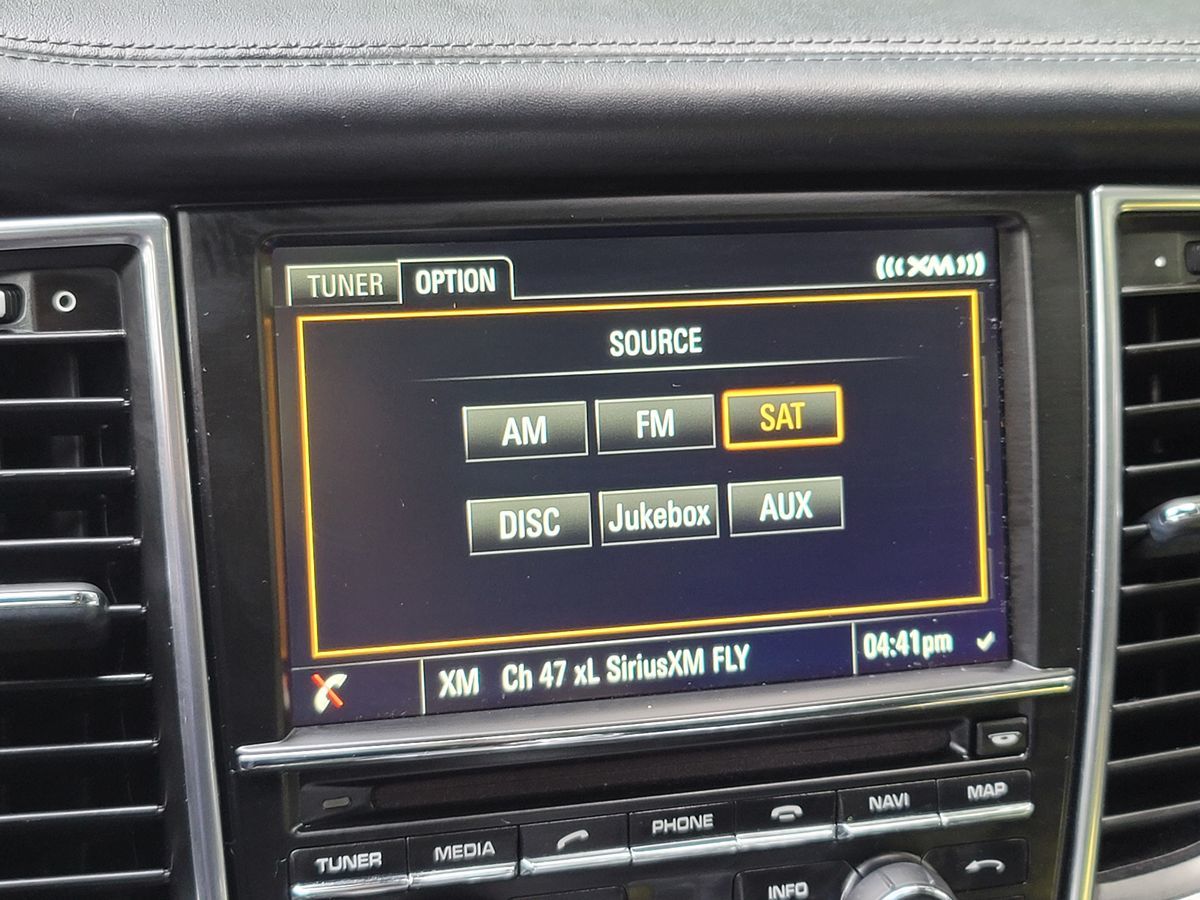 TUNER OPTION (((XM)))
SOURCE
AM FM SAT
DISC Jukebox AUX
XM Ch 47 xL SiriusXM FLY 04:41pm
TUNER MEDIA PHONE NAVI MAP
INFO